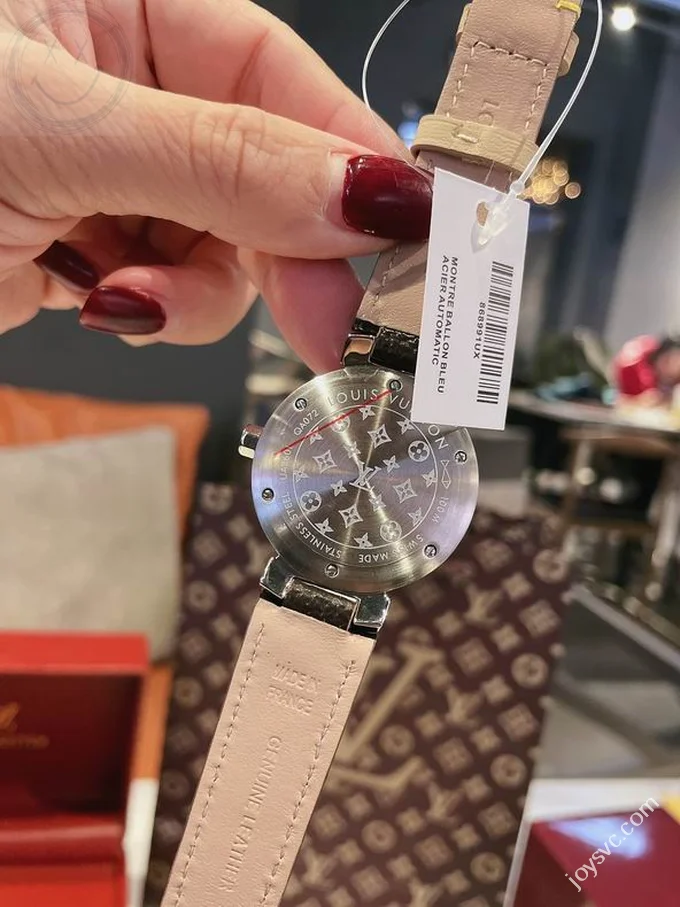 MONTRE BALLON BLEU
ACIER AUTOMATIC
868991UX
LOUIS VUITTON
100M
SWISS MADE
STAINLESS STEEL
QA072
MADE IN
FRANCE
GENUINE LEATHER
joysvc.com